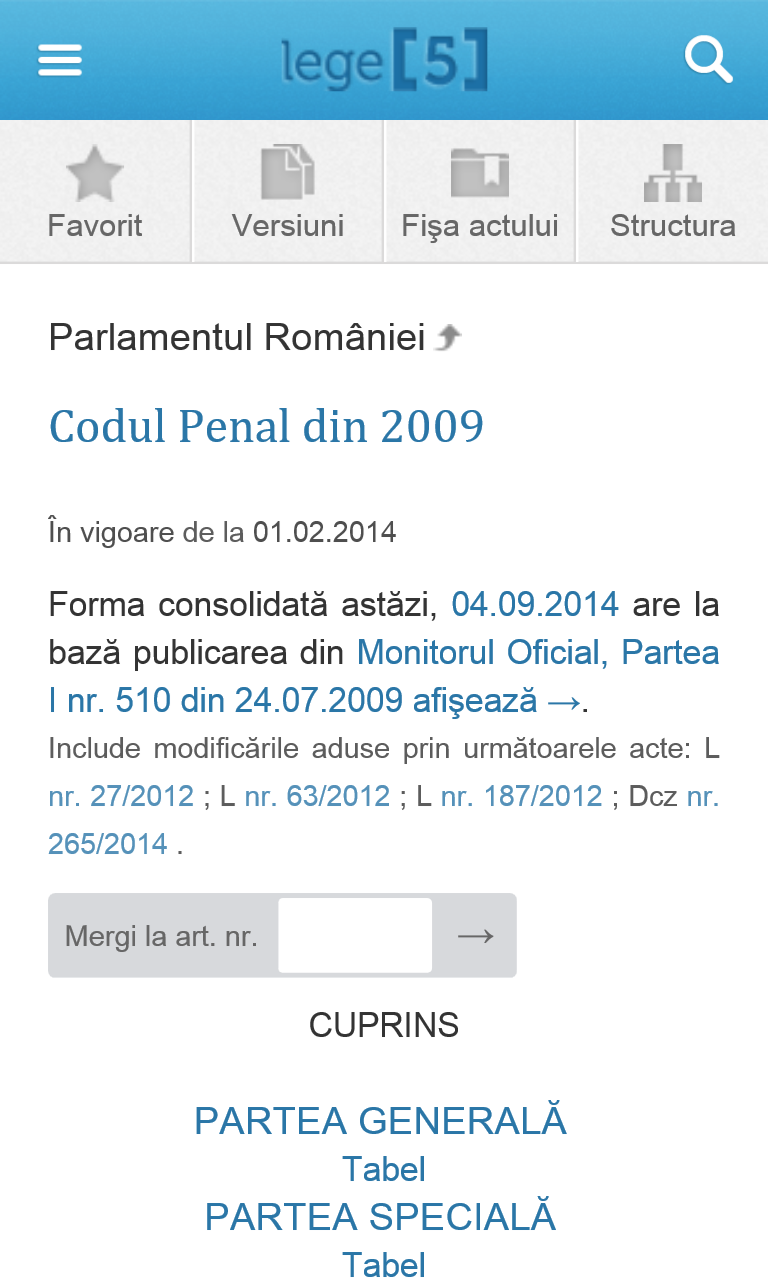 lege[5]
Favorit
Versiuni
Fişa actului
Structura
Parlamentul României
Codul Penal din 2009
În vigoare de la 01.02.2014
Forma consolidată astăzi, 04.09.2014 are la
bază publicarea din Monitorul Oficial, Partea
I nr. 510 din 24.07.2009 afişează →.
Include modificările aduse prin următoarele acte: L
nr. 27/2012 ; L nr. 63/2012 ; L nr. 187/2012 ; Dcz nr.
265/2014 .
Mergi la art. nr. →
CUPRINS
PARTEA GENERALĂ
Tabel
PARTEA SPECIALĂ
Tabel